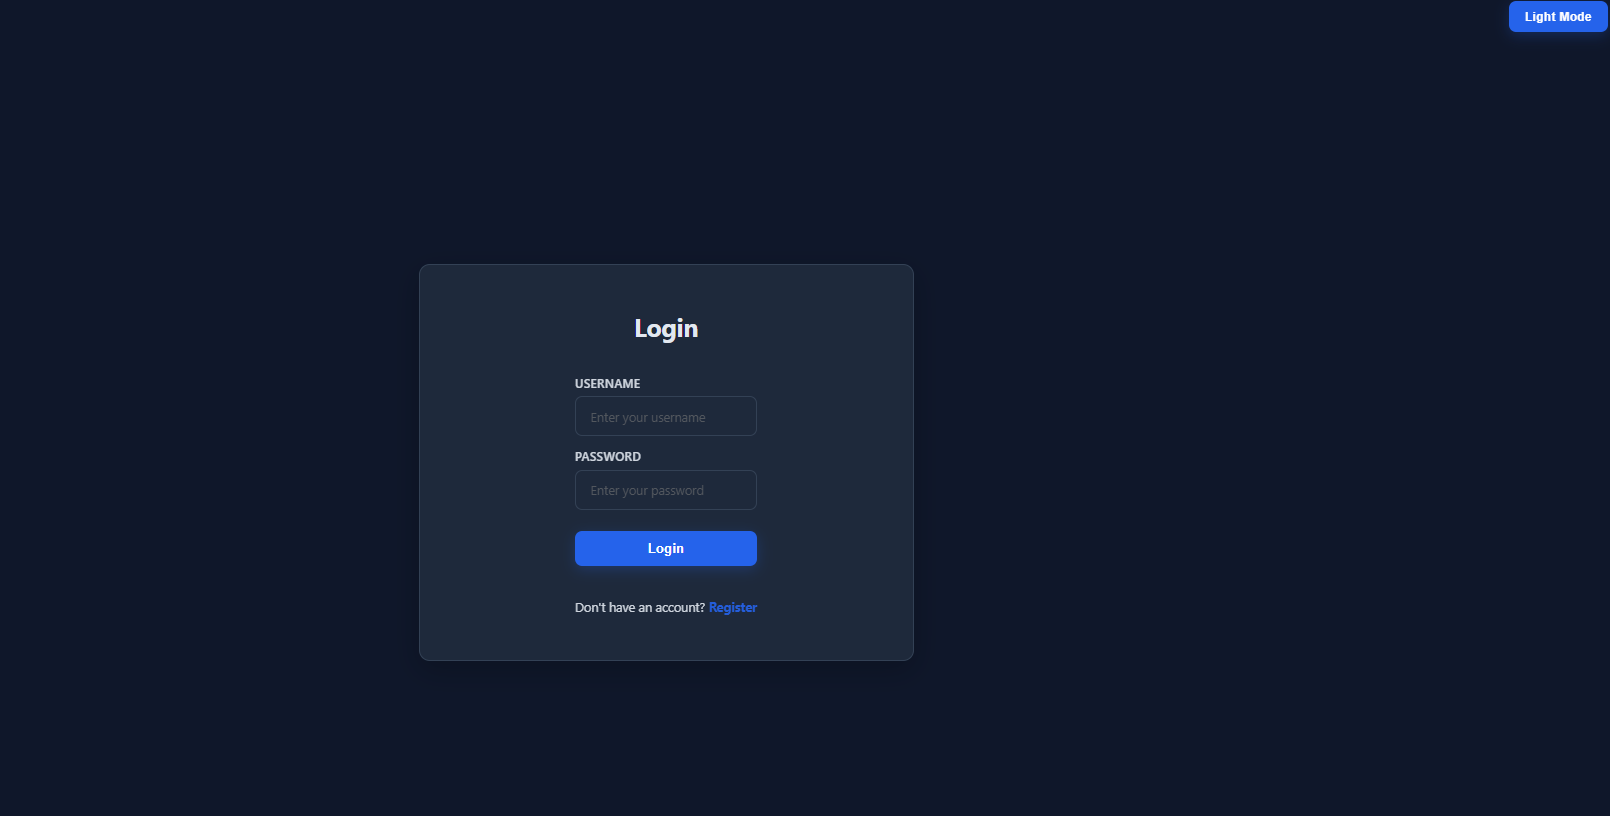 Light Mode
Login
USERNAME
Enter your username
PASSWORD
Enter your password
Login
Don't have an account? Register